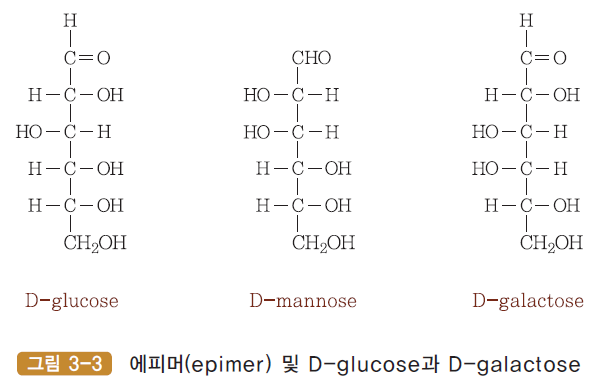 H
C=O
H-C-OH
HO-C-H
H-C-OH
H-C-OH
CH₂OH
D-glucose
CHO
HO-C-H
HO-C-H
H-C-OH
H-C-OH
CH₂OH
D-mannose
H
C=O
H-C-OH
HO-C-H
HO-C-H
H-C-OH
CH₂OH
D-galactose
그림 3-3 에피머(epimer) 및 D-glucose과 D-galactose